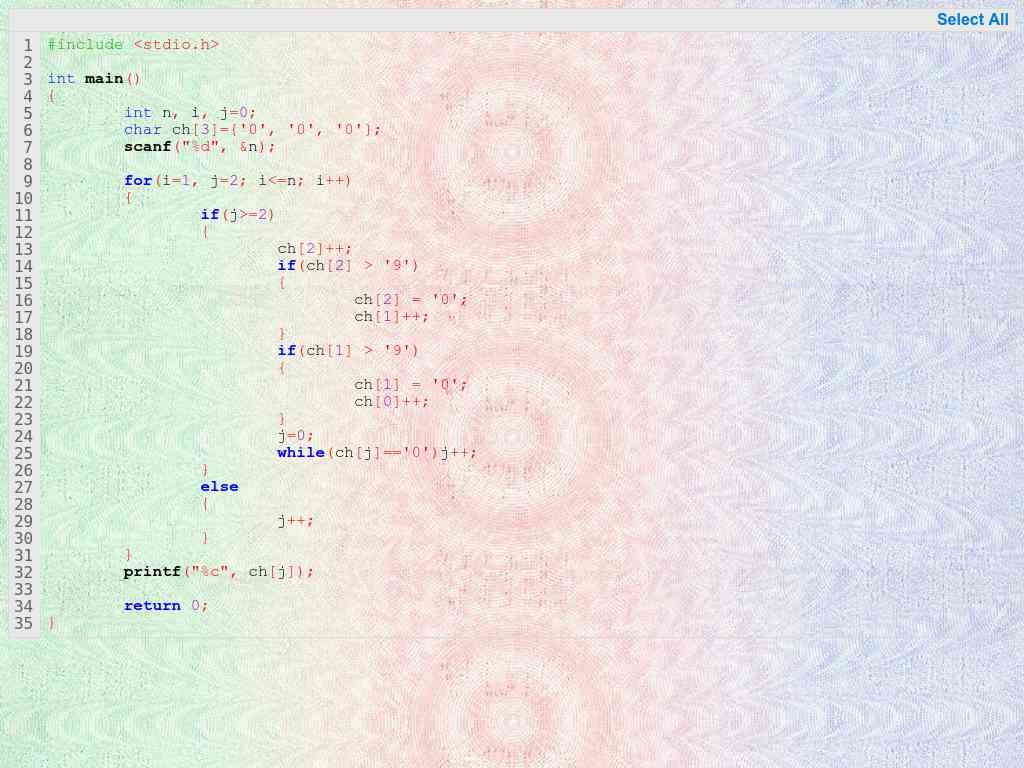 Select All
1 #include <stdio.h>
2
3 int main()
4 {
5 int n, i, j=0;
6 char ch[3]={'0', '0', '0'};
7 scanf("%d", &n);
8
9 for(i=1, j=2; i<=n; i++)
10 {
11 if(j>=2)
12 {
13 ch[2]++;
14 if(ch[2] > '9')
15 {
16 ch[2] = '0';
17 ch[1]++;
18 }
19 if(ch[1] > '9')
20 {
21 ch[1] = '0';
22 ch[0]++;
23 }
24 j=0;
25 while(ch[j]=='0')j++;
26 }
27 else
28 {
29 j++;
30 }
31 }
32 printf("%c", ch[j]);
33
34 return 0;
35 }